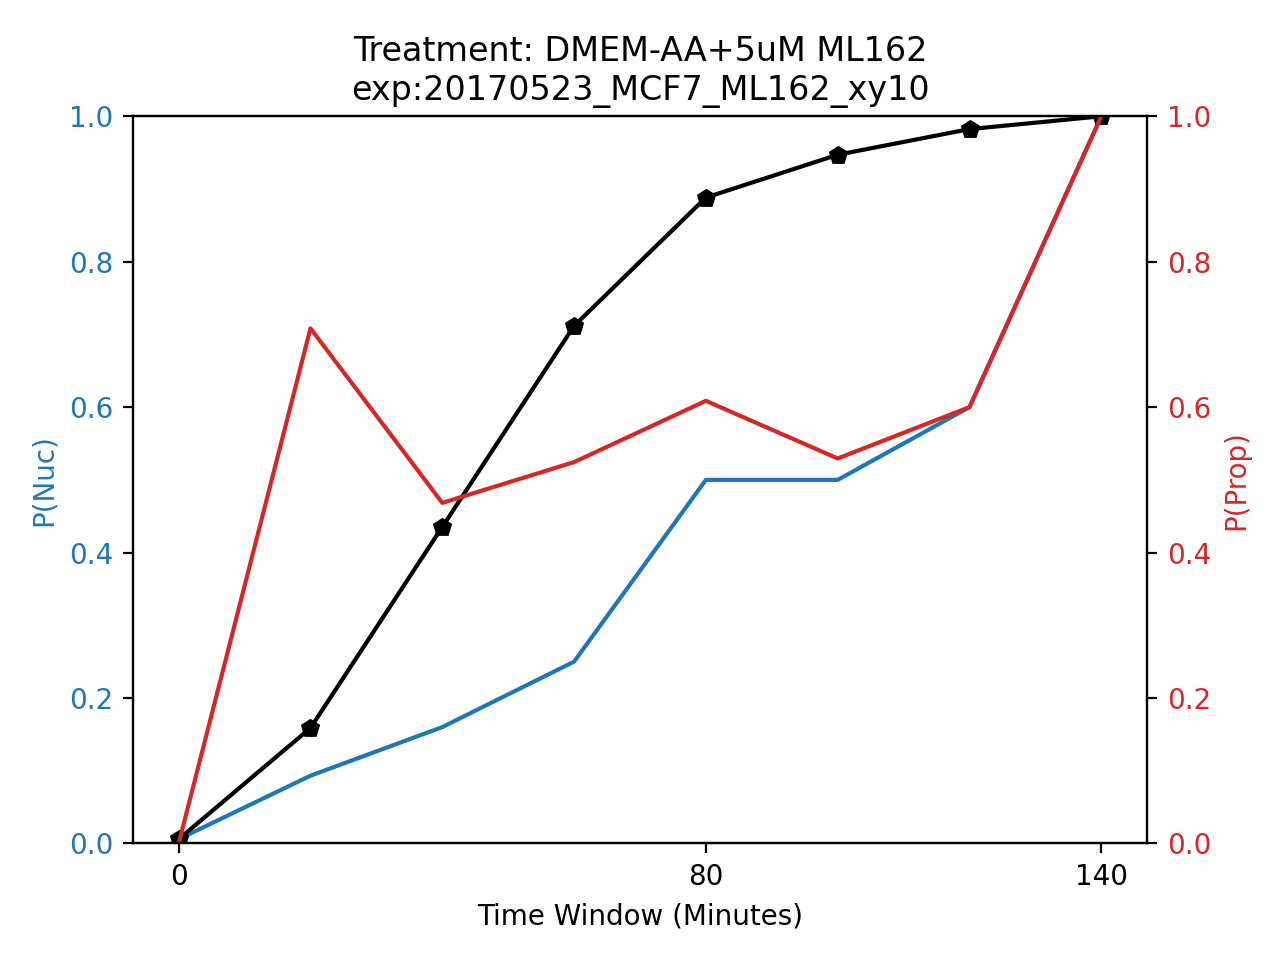 Treatment: DMEM-AA+5uM ML162
exp:20170523_MCF7_ML162_xy10
1.0
0.8
0.6
0.4
0.2
0.0
P(Nuc)
1.0
0.8
0.6
0.4
0.2
0.0
P(Prop)
0 80 140
Time Window (Minutes)